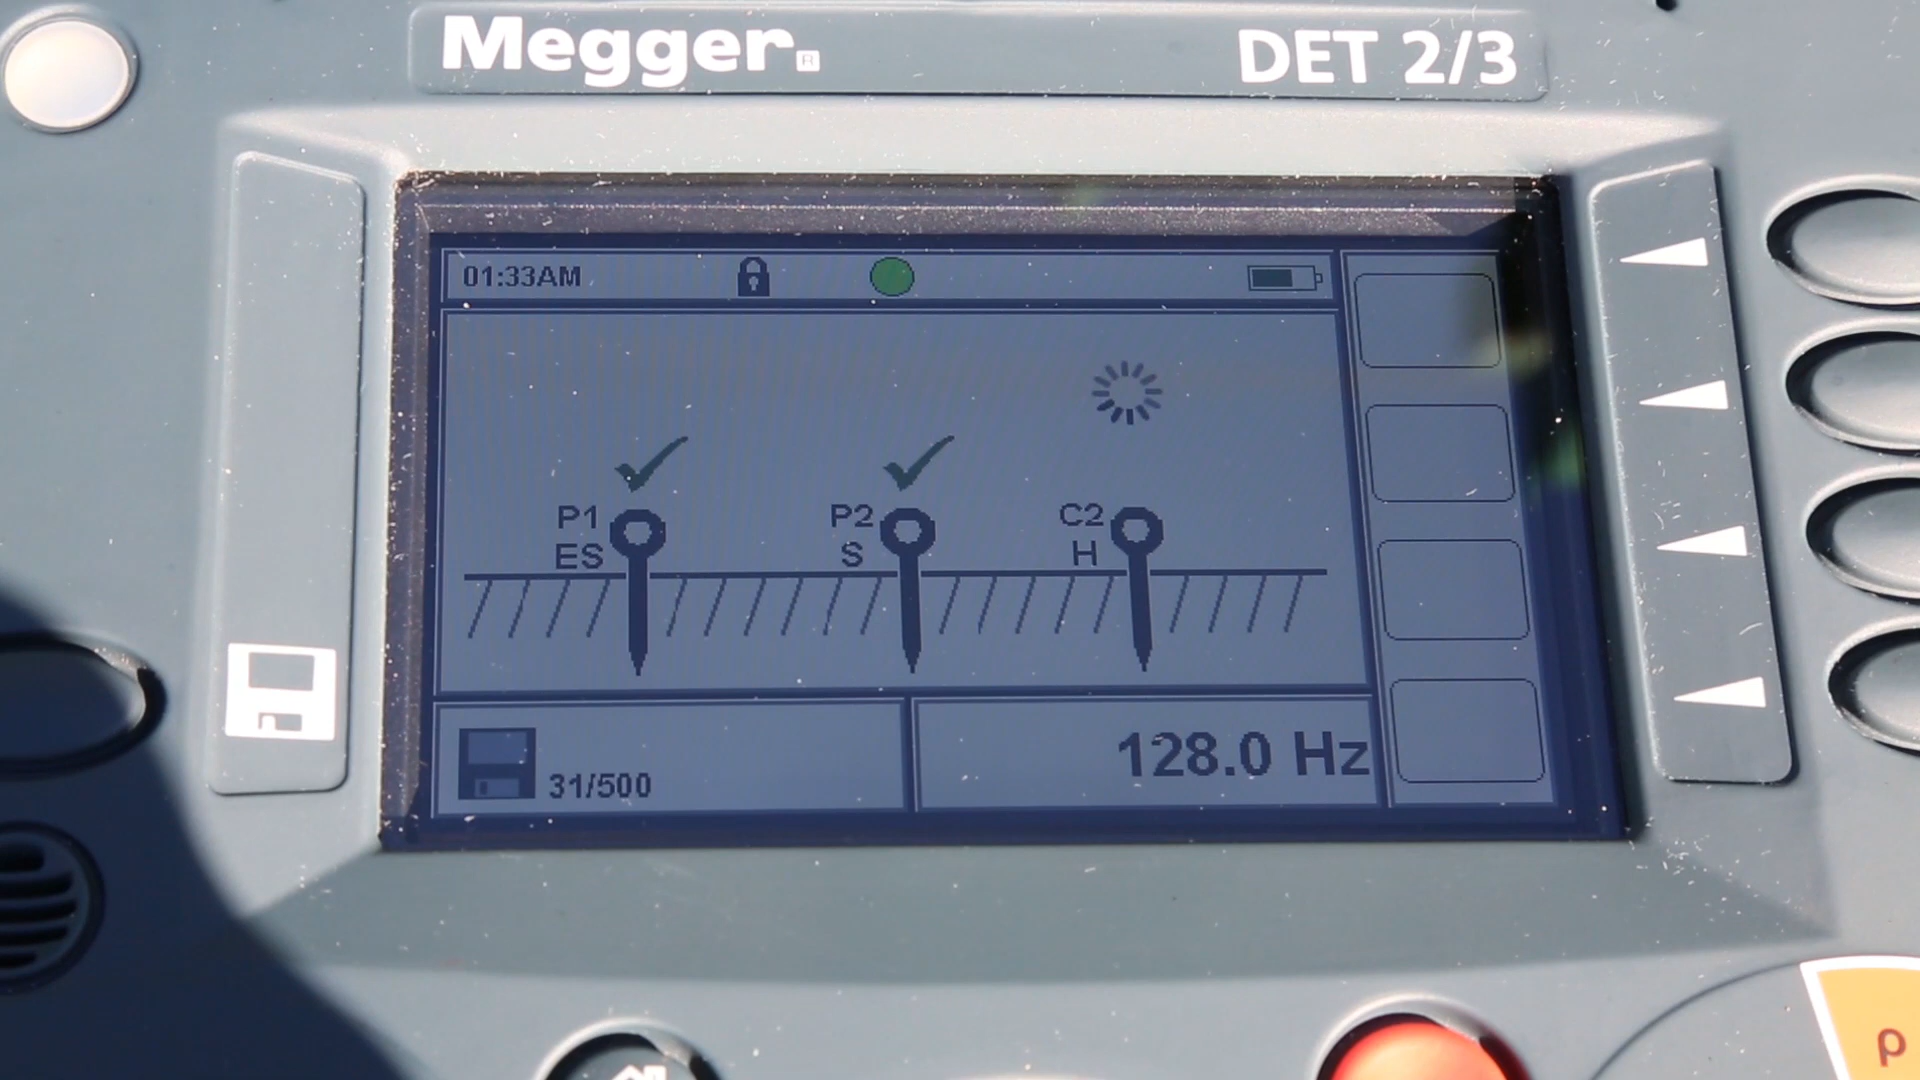 Megger®
DET 2/3
01:33AM
P1
ES
P2
S
C2
H
31/500
128.0 Hz
ρ